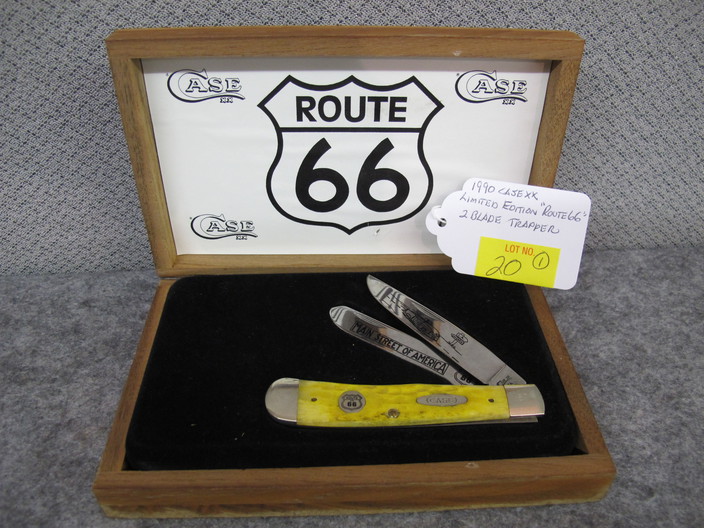 CASE
XX
CASE
XX
ROUTE
66
CASE
XX
1990 CASE XX
LIMITED EDITION "ROUTE 66"
2 BLADE TRAPPER
LOT NO
20 1
MAIN STREET OF AMERICA
66
CASE